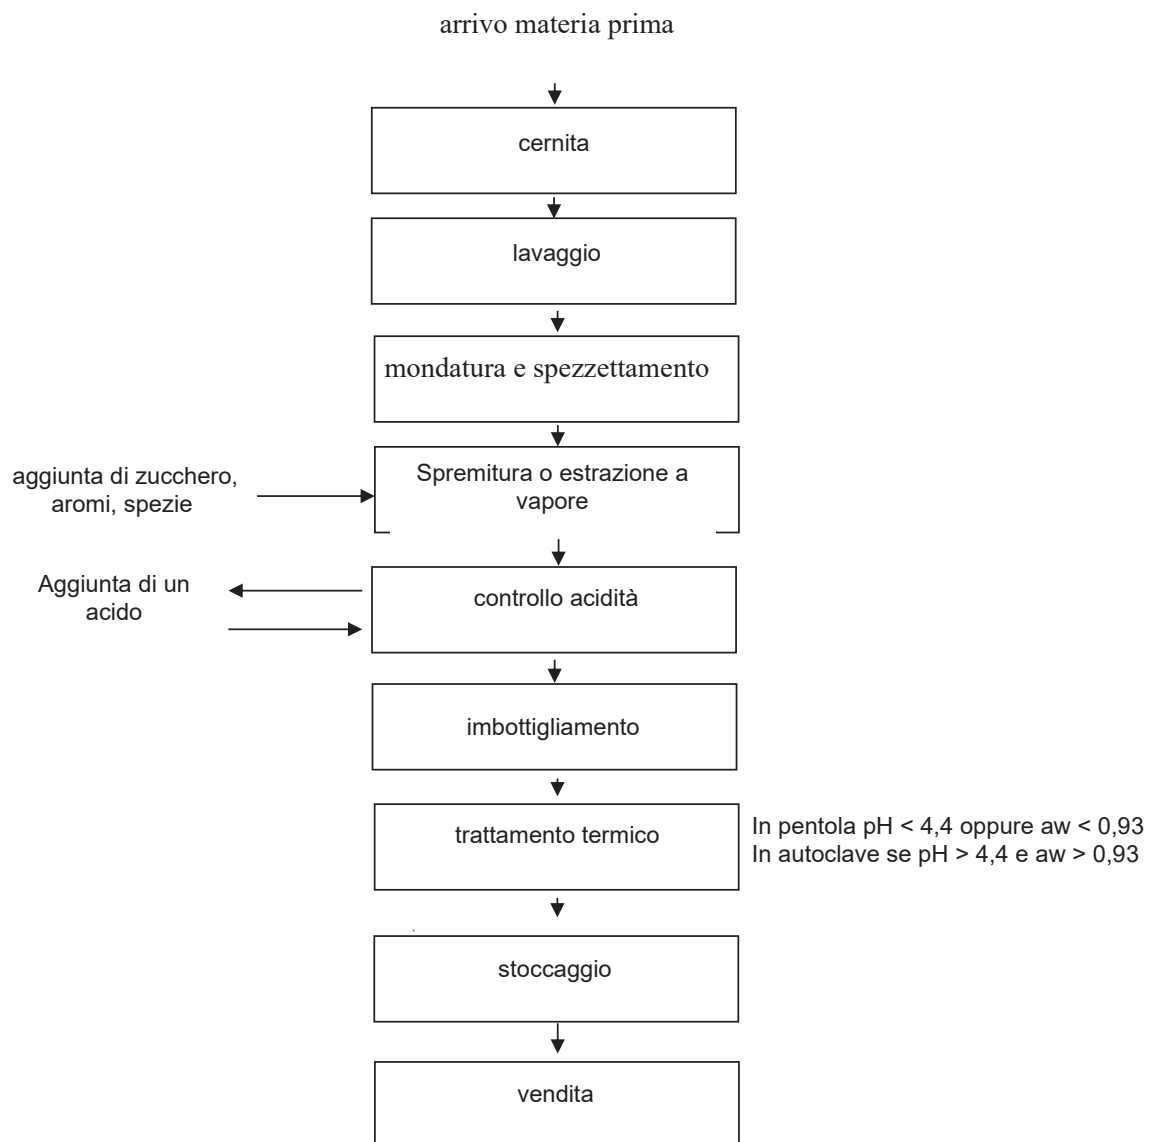 arrivo materia prima
cernita
lavaggio
mondatura e spezzettamento
aggiunta di zucchero,
aromi, spezie
Spremitura o estrazione a
vapore
Aggiunta di un
acido
controllo acidità
imbottigliamento
trattamento termico
In pentola pH < 4,4 oppure aw < 0,93
In autoclave se pH > 4,4 e aw > 0,93
stoccaggio
vendita